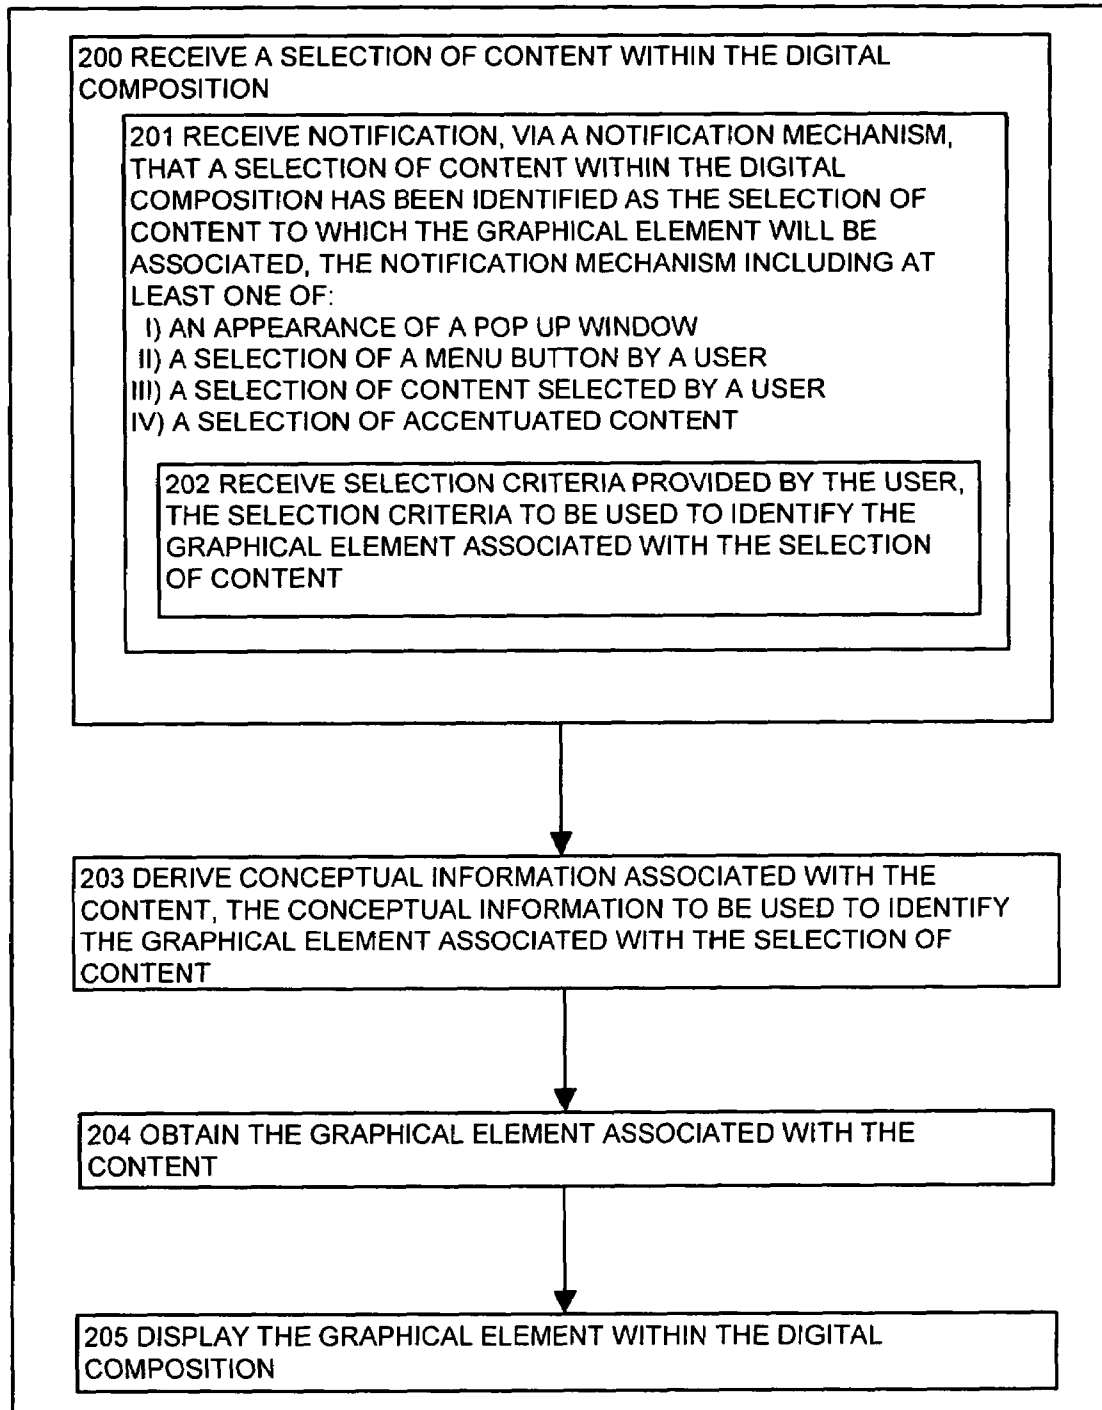 200 RECEIVE A SELECTION OF CONTENT WITHIN THE DIGITAL
COMPOSITION
201 RECEIVE NOTIFICATION, VIA A NOTIFICATION MECHANISM,
THAT A SELECTION OF CONTENT WITHIN THE DIGITAL
COMPOSITION HAS BEEN IDENTIFIED AS THE SELECTION OF
CONTENT TO WHICH THE GRAPHICAL ELEMENT WILL BE
ASSOCIATED, THE NOTIFICATION MECHANISM INCLUDING AT
LEAST ONE OF:
I) AN APPEARANCE OF A POP UP WINDOW
II) A SELECTION OF A MENU BUTTON BY A USER
III) A SELECTION OF CONTENT SELECTED BY A USER
IV) A SELECTION OF ACCENTUATED CONTENT
202 RECEIVE SELECTION CRITERIA PROVIDED BY THE USER,
THE SELECTION CRITERIA TO BE USED TO IDENTIFY THE
GRAPHICAL ELEMENT ASSOCIATED WITH THE SELECTION
OF CONTENT
203 DERIVE CONCEPTUAL INFORMATION ASSOCIATED WITH THE
CONTENT, THE CONCEPTUAL INFORMATION TO BE USED TO IDENTIFY
THE GRAPHICAL ELEMENT ASSOCIATED WITH THE SELECTION OF
CONTENT
204 OBTAIN THE GRAPHICAL ELEMENT ASSOCIATED WITH THE
CONTENT
205 DISPLAY THE GRAPHICAL ELEMENT WITHIN THE DIGITAL
COMPOSITION